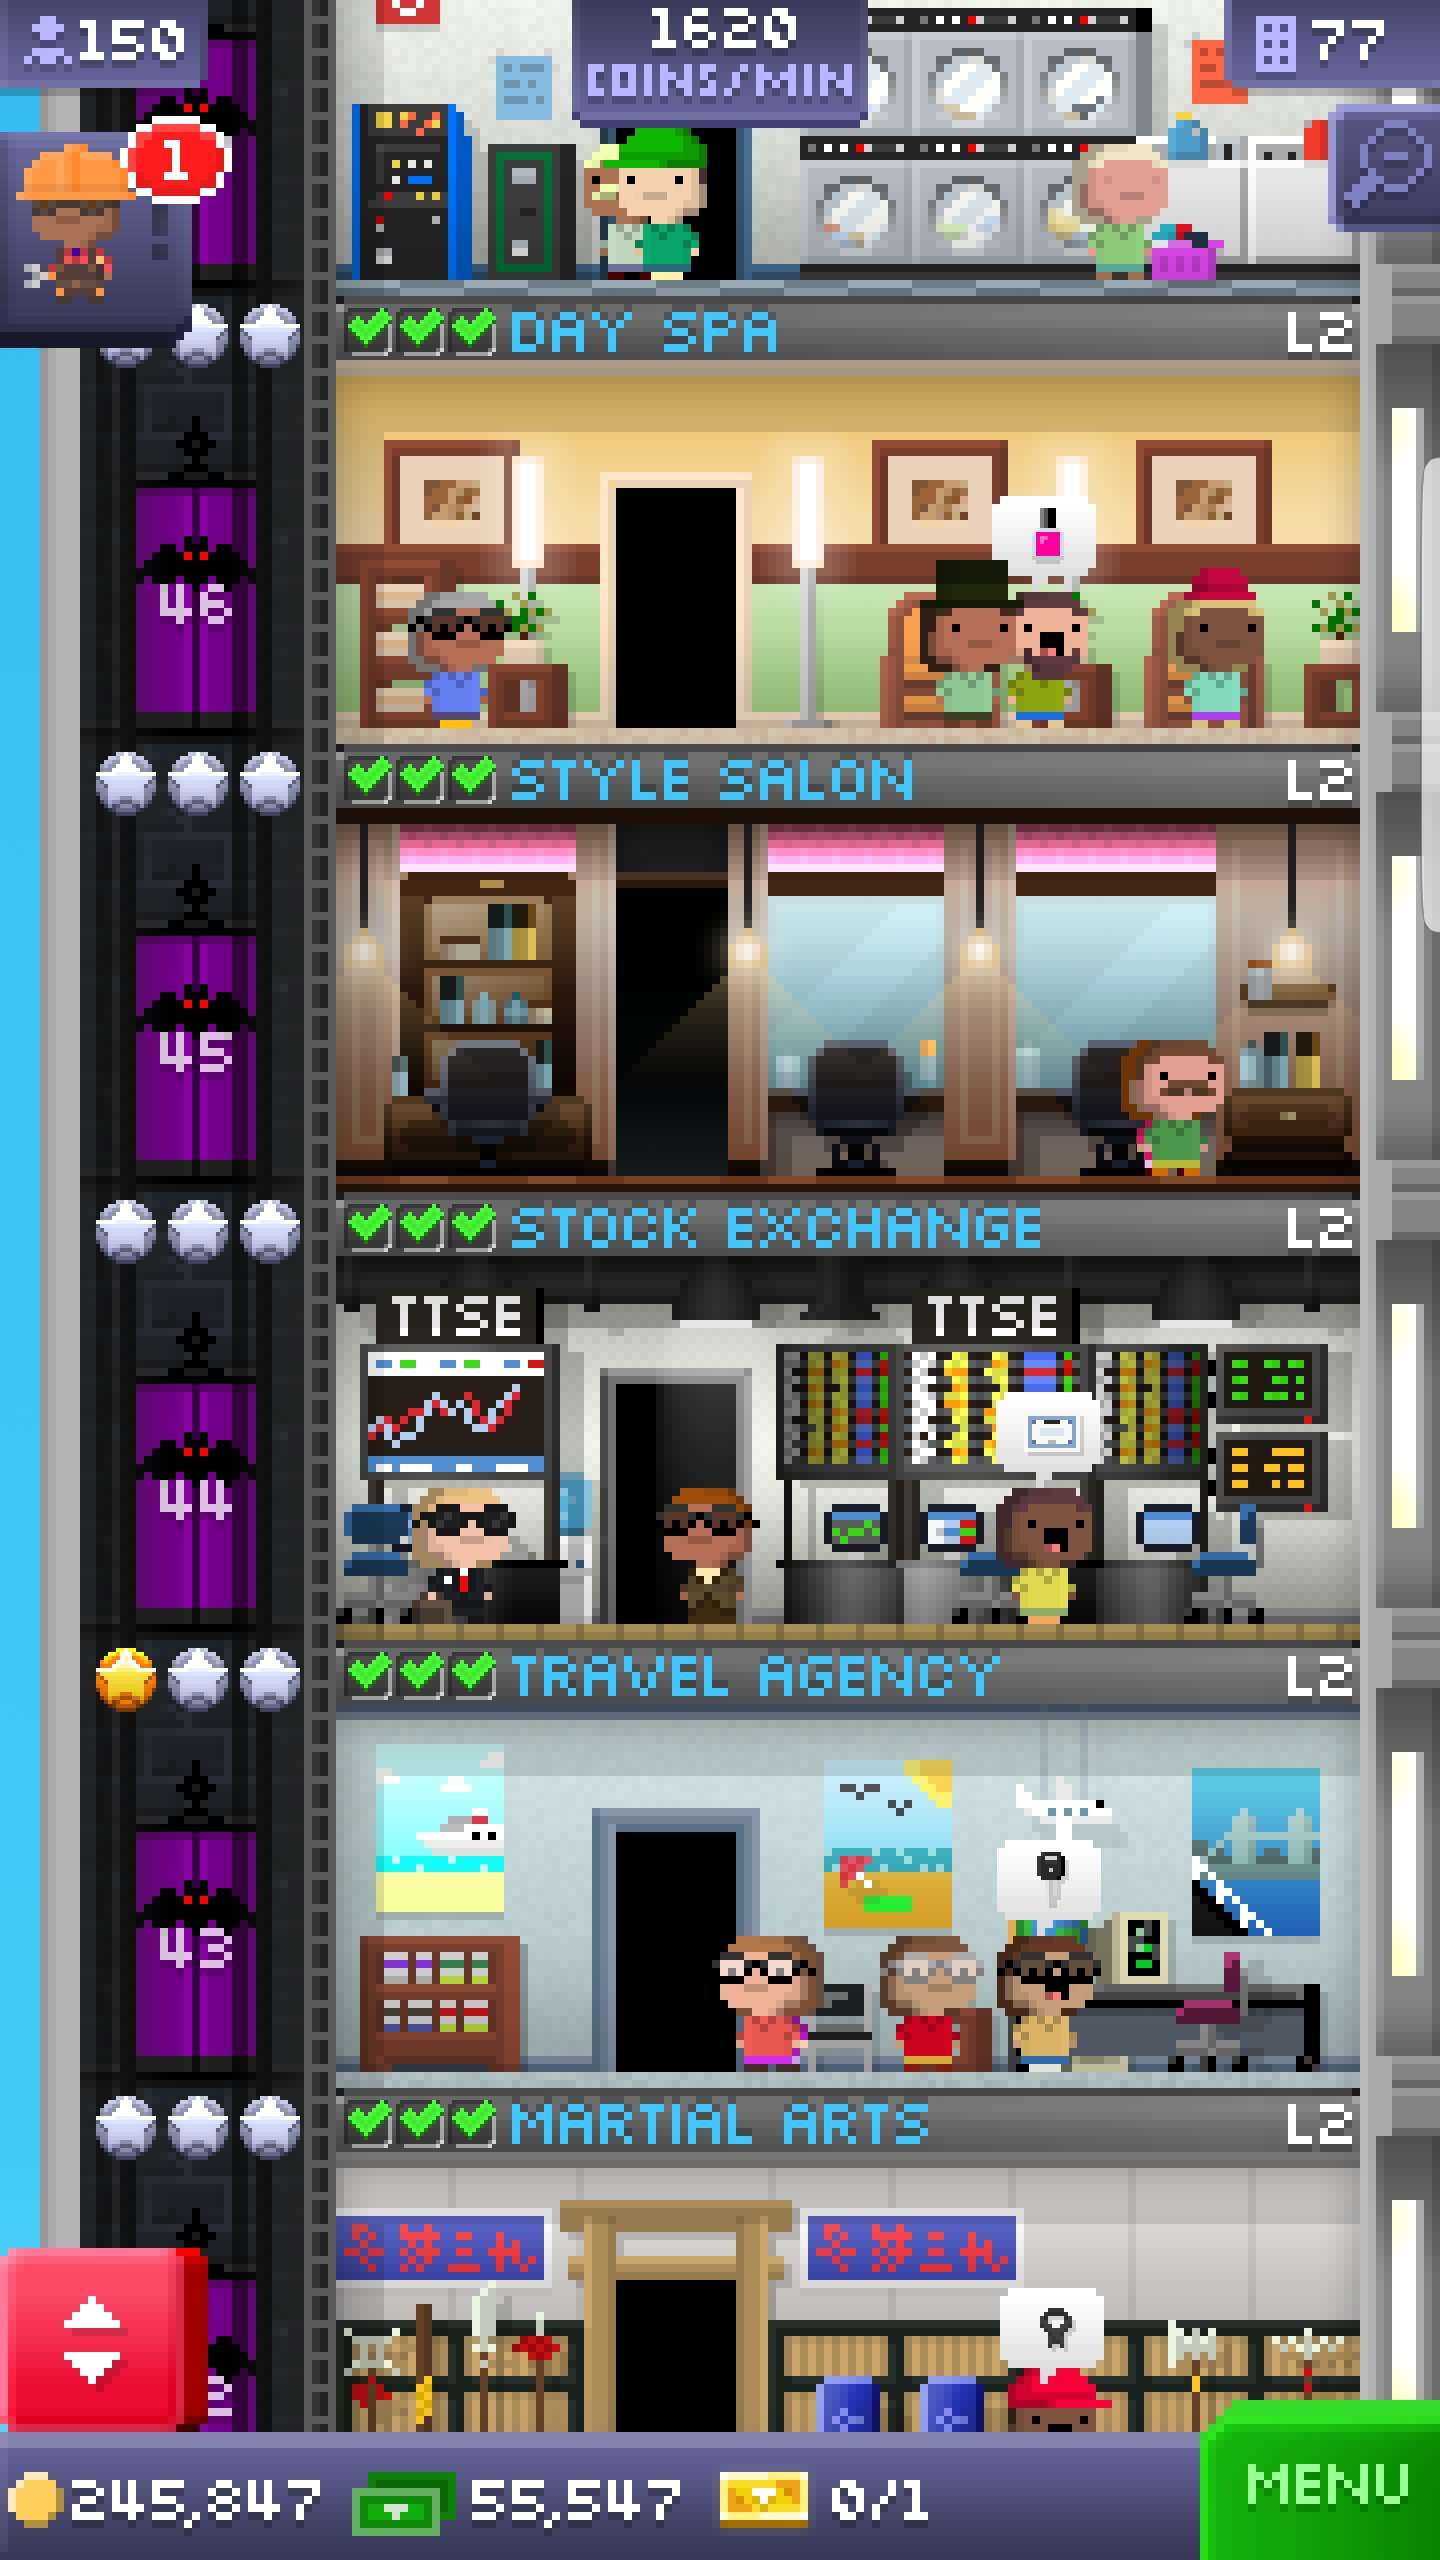 150
1620
COINS/MIN
77
1
DAY SPA
L2
46
STYLE SALON
L2
45
STOCK EXCHANGE
L2
TTSE
TTSE
44
TRAVEL AGENCY
L2
43
MARTIAL ARTS
L2
245,847
55,547
0/1
MENU